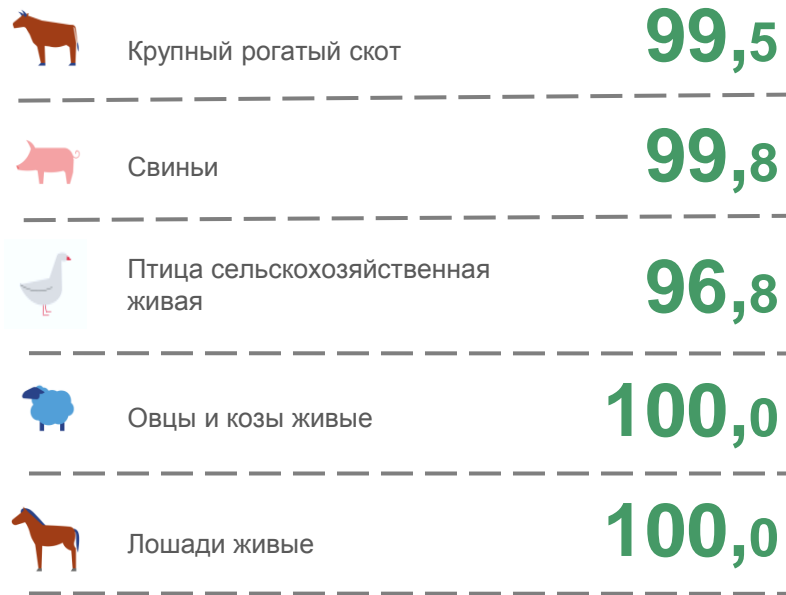 Крупный рогатый скот
99,5
Свиньи
99,8
Птица сельскохозяйственная
живая
96,8
Овцы и козы живые
100,0
Лошади живые
100,0